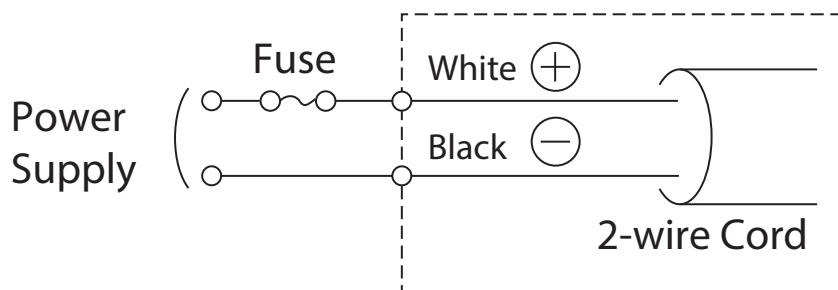 Fuse
White +
Power
Supply
Black −
2-wire Cord